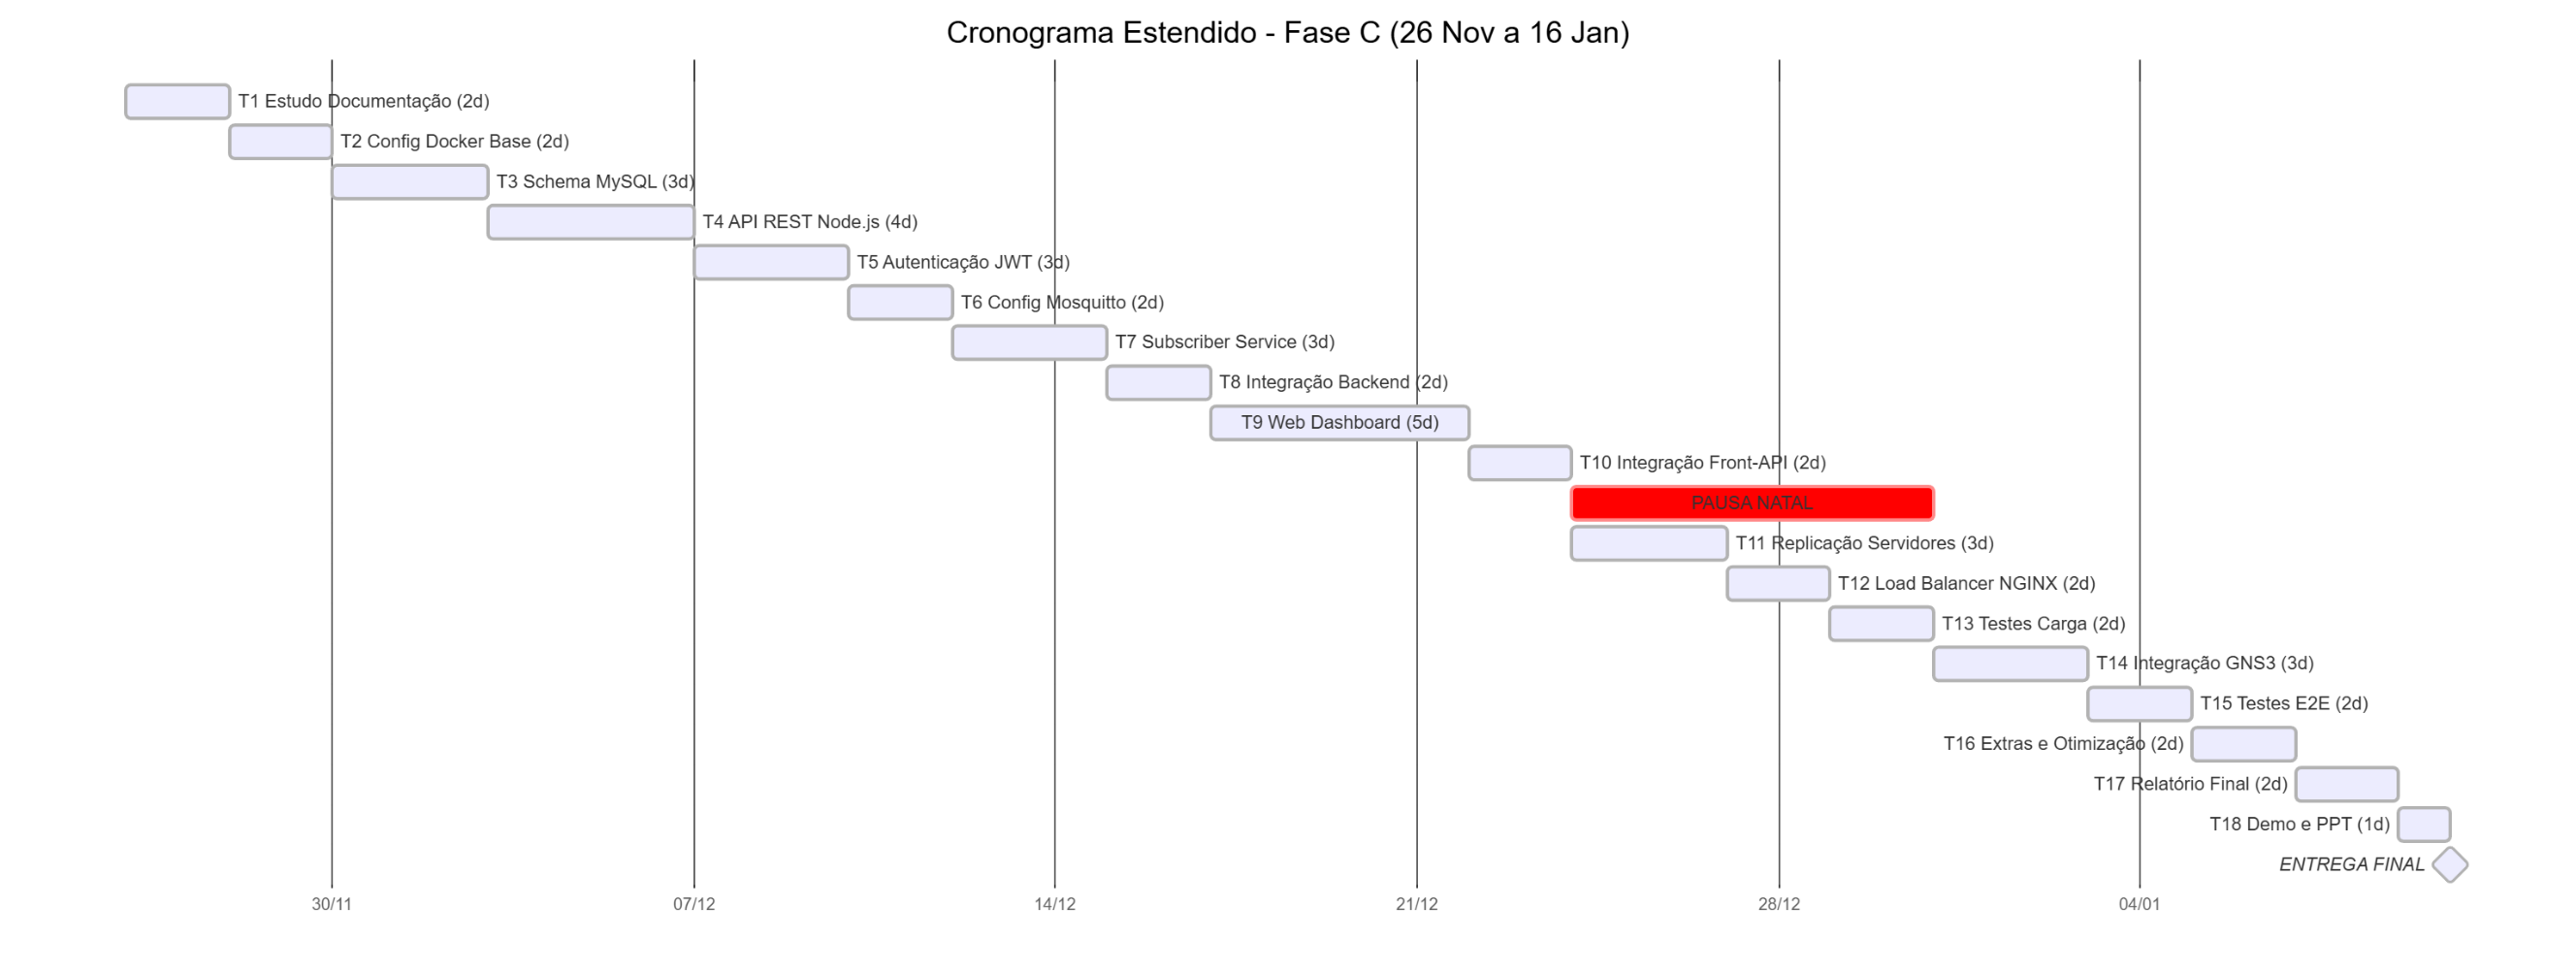 Cronograma Estendido - Fase C (26 Nov a 16 Jan)
T1 Estudo Documentação (2d)
T2 Config Docker Base (2d)
T3 Schema MySQL (3d)
T4 API REST Node.js (4d)
T5 Autenticação JWT (3d)
T6 Config Mosquitto (2d)
T7 Subscriber Service (3d)
T8 Integração Backend (2d)
T9 Web Dashboard (5d)
T10 Integração Front-API (2d)
PAUSA NATAL
T11 Replicação Servidores (3d)
T12 Load Balancer NGINX (2d)
T13 Testes Carga (2d)
T14 Integração GNS3 (3d)
T15 Testes E2E (2d)
T16 Extras e Otimização (2d)
T17 Relatório Final (2d)
T18 Demo e PPT (1d)
ENTREGA FINAL
30/11 07/12 14/12 21/12 28/12 04/01